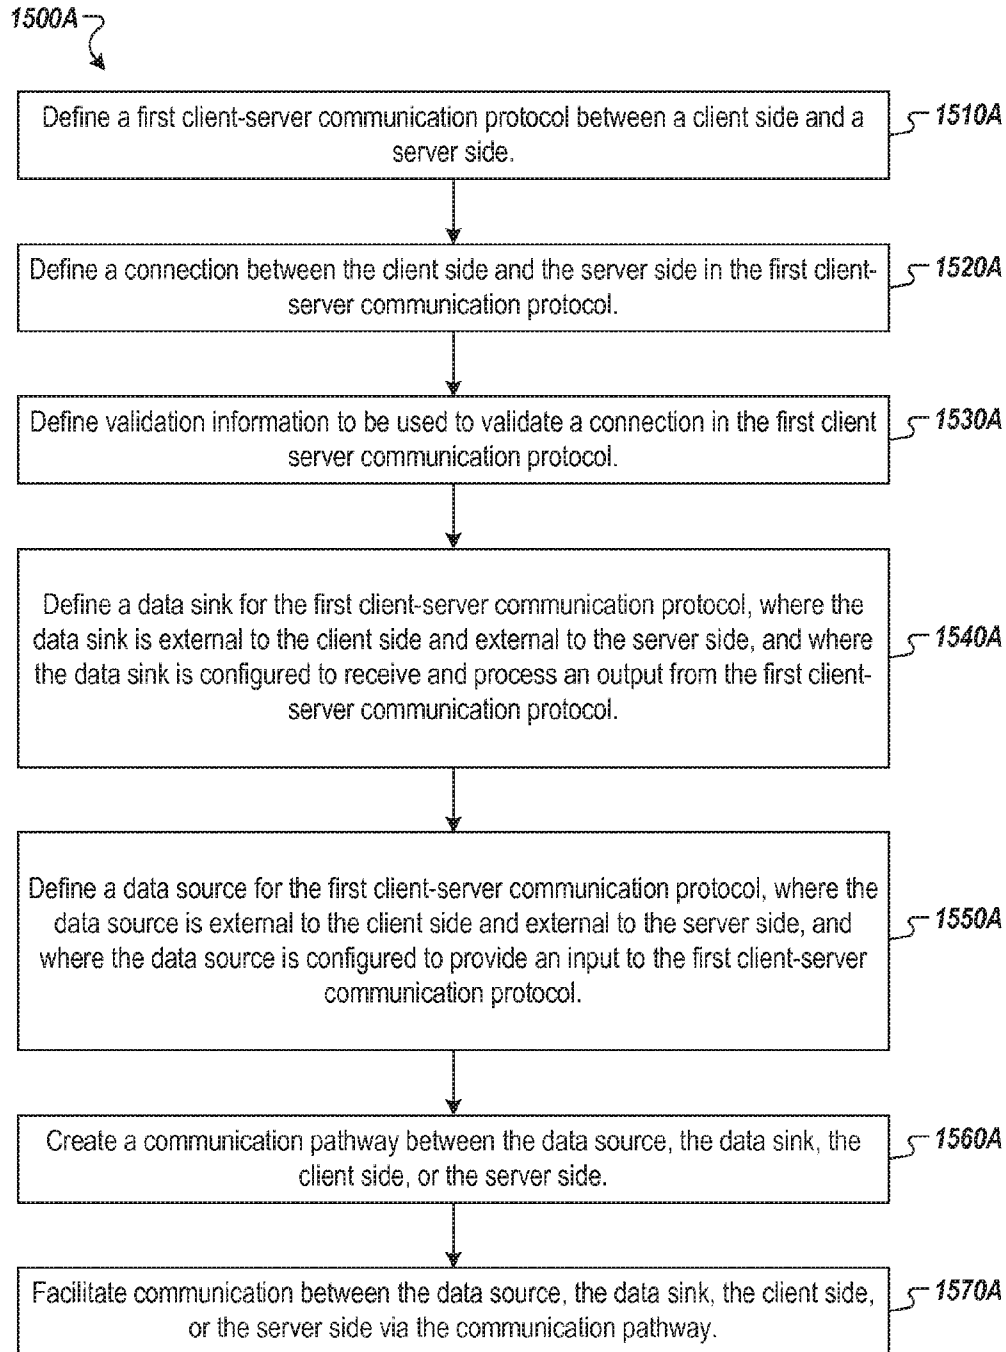 1500A
Define a first client-server communication protocol between a client side and a
server side.
1510A
Define a connection between the client side and the server side in the first client-
server communication protocol.
1520A
Define validation information to be used to validate a connection in the first client
server communication protocol.
1530A
Define a data sink for the first client-server communication protocol, where the
data sink is external to the client side and external to the server side, and where
the data sink is configured to receive and process an output from the first client-
server communication protocol.
1540A
Define a data source for the first client-server communication protocol, where the
data source is external to the client side and external to the server side, and
where the data source is configured to provide an input to the first client-server
communication protocol.
1550A
Create a communication pathway between the data source, the data sink, the
client side, or the server side.
1560A
Facilitate communication between the data source, the data sink, the client side,
or the server side via the communication pathway.
1570A